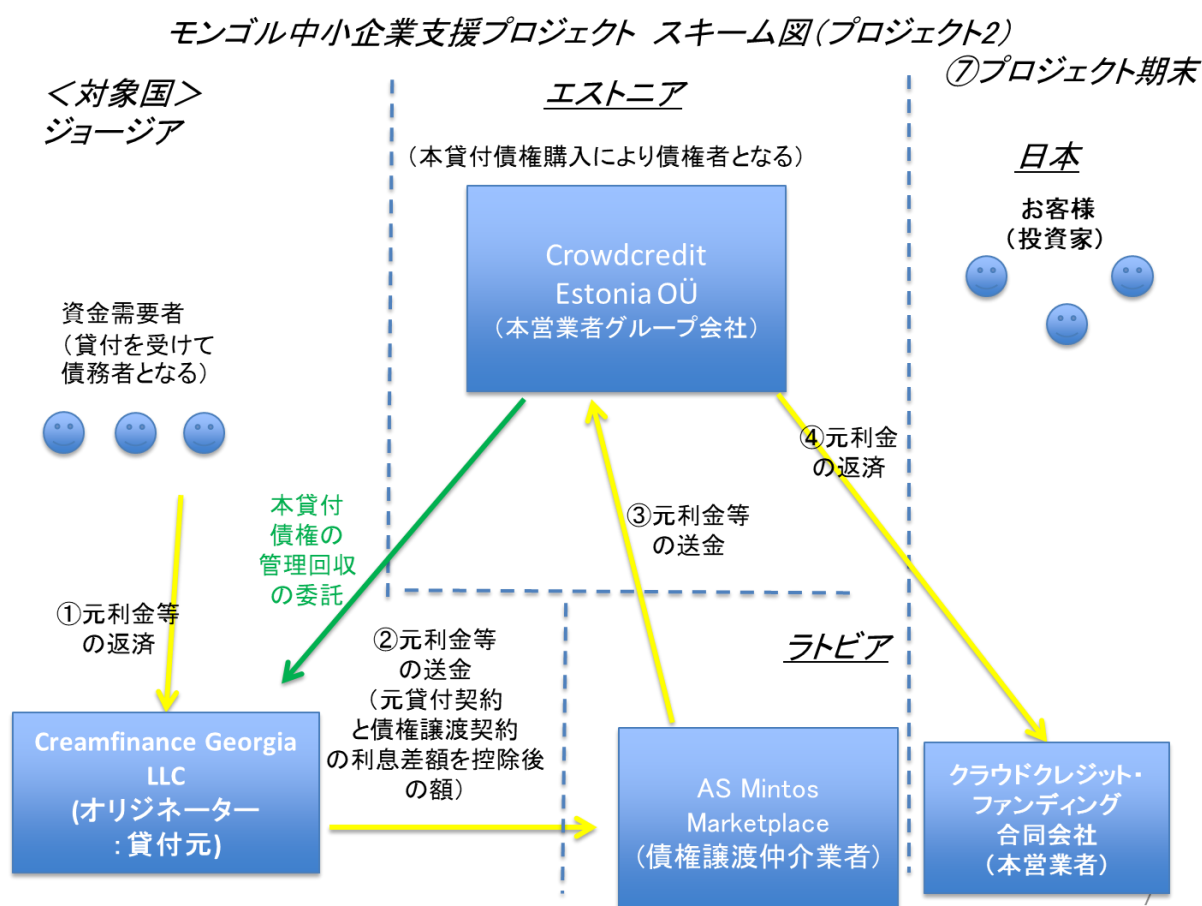 モンゴル中小企業支援プロジェクト スキーム図(プロジェクト2)
⑦プロジェクト期末
<対象国>
ジョージア
エストニア
(本貸付債権購入により債権者となる)
日本
お客様
(投資家)
Crowdcredit
Estonia OÜ
(本営業者グループ会社)
資金需要者
(貸付を受けて
債務者となる)
④元利金
の返済
本貸付
債権の
管理回収
の委託
③元利金等
の送金
①元利金等
の返済
②元利金等
の送金
(元貸付契約
と債権譲渡契約
の利息差額を控除後
の額)
ラトビア
Creamfinance Georgia
LLC
(オリジネーター
:貸付元)
AS Mintos
Marketplace
(債権譲渡仲介業者)
クラウドクレジット・
ファンディング
合同会社
(本営業者)